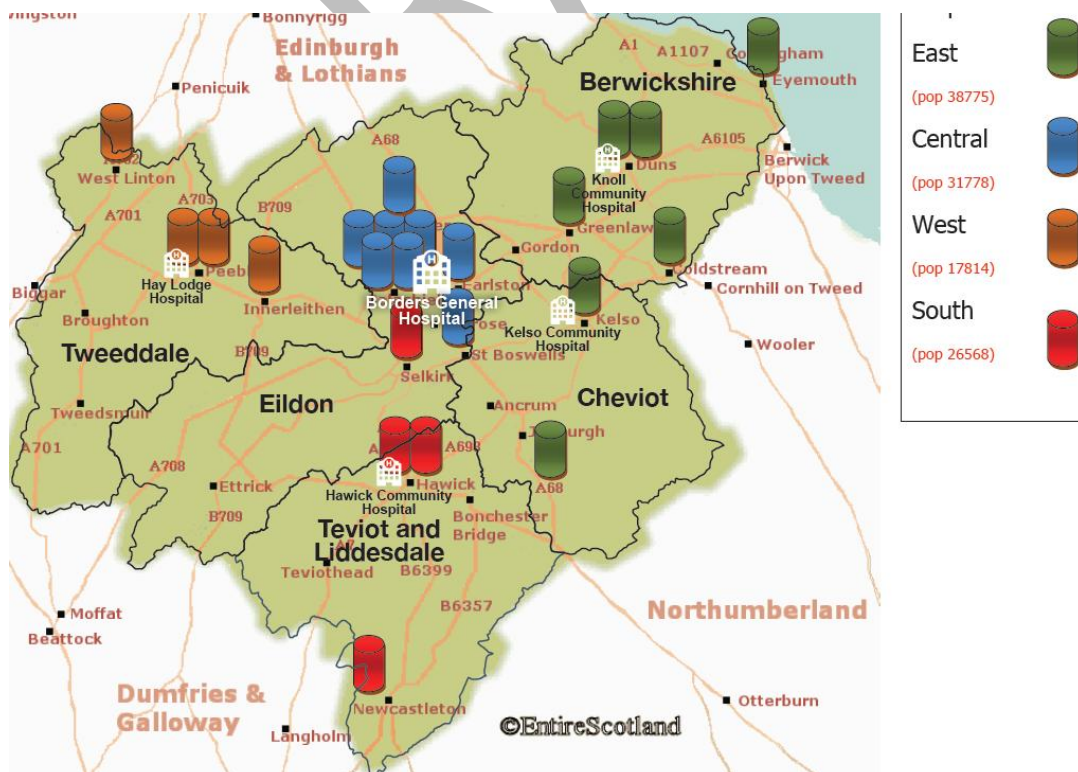 Bonnyrigg
Edinburgh
& Lothians
Penicuik
A1
A1107
Eyemouth
Berwickshire
A68
A6105
Berwick
Upon Tweed
West Linton
A701
A703
B709
Duns
Knoll
Community
Hospital
Greenlaw
Gordon
Coldstream
Cornhill on Tweed
Hay Lodge
Hospital
Biggar
Innerleithen
Earlston
Borders General
Hospital
Kelso Community
Hospital
Kelso
Broughton
Tweeddale
B709
St Boswells
Selkirk
Wooler
Eildon
Cheviot
Ancrum
Tweedsmuir
A701
A708
Ettrick
B709
Hawick
Hawick Community
Hospital
A68
Bonchester
Bridge
Teviot and
Liddesdale
A7
Teviothead
B6399
B6357
Northumberland
Moffat
Beattock
Dumfries &
Galloway
Newcastleton
Langholm
Otterburn
©EntireScotland
East
(pop 38775)
Central
(pop 31778)
West
(pop 17814)
South
(pop 26568)